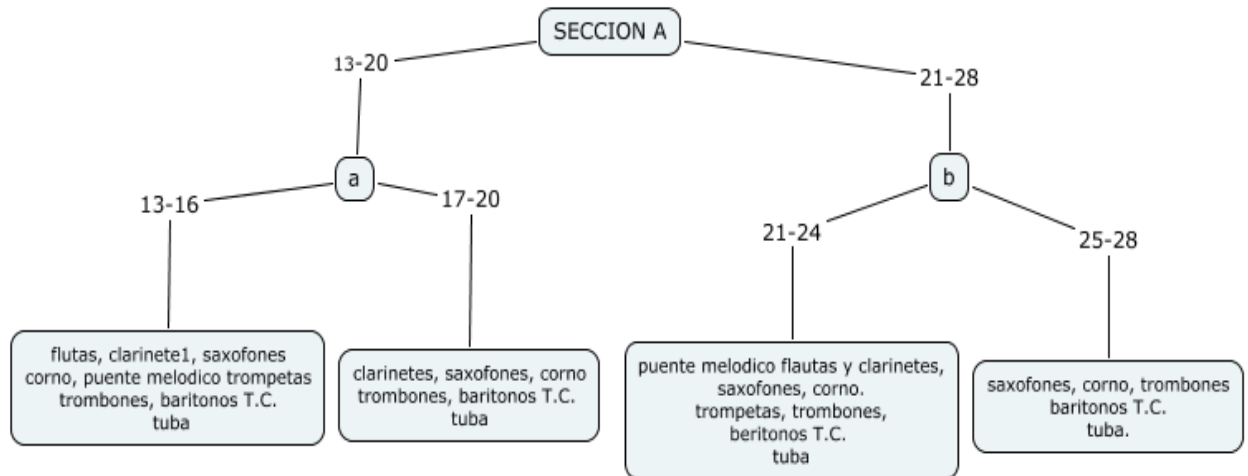 SECCION A
13-20
21-28
a
b
13-16
17-20
21-24
25-28
flutas, clarinete1, saxofones
corno, puente melodico trompetas
trombones, baritonos T.C.
tuba
clarinetes, saxofones, corno
trombones, baritonos T.C.
tuba
puente melodico flautas y clarinetes,
saxofones, corno.
trompetas, trombones,
beritonos T.C.
tuba
saxofones, corno, trombones
baritonos T.C.
tuba.